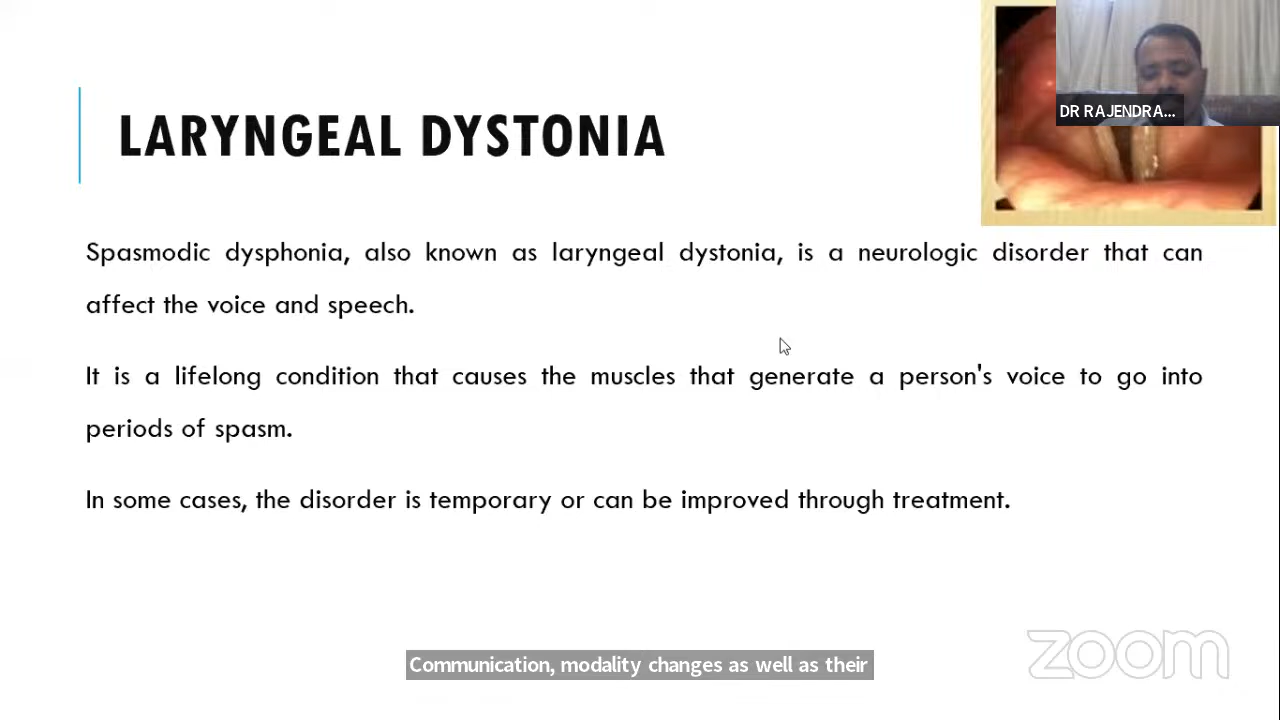 DR RAJENDRA...
LARYNGEAL DYSTONIA
Spasmodic dysphonia, also known as laryngeal dystonia, is a neurologic disorder that can
affect the voice and speech.
It is a lifelong condition that causes the muscles that generate a person's voice to go into
periods of spasm.
In some cases, the disorder is temporary or can be improved through treatment.
zoom
Communication, modality changes as well as their